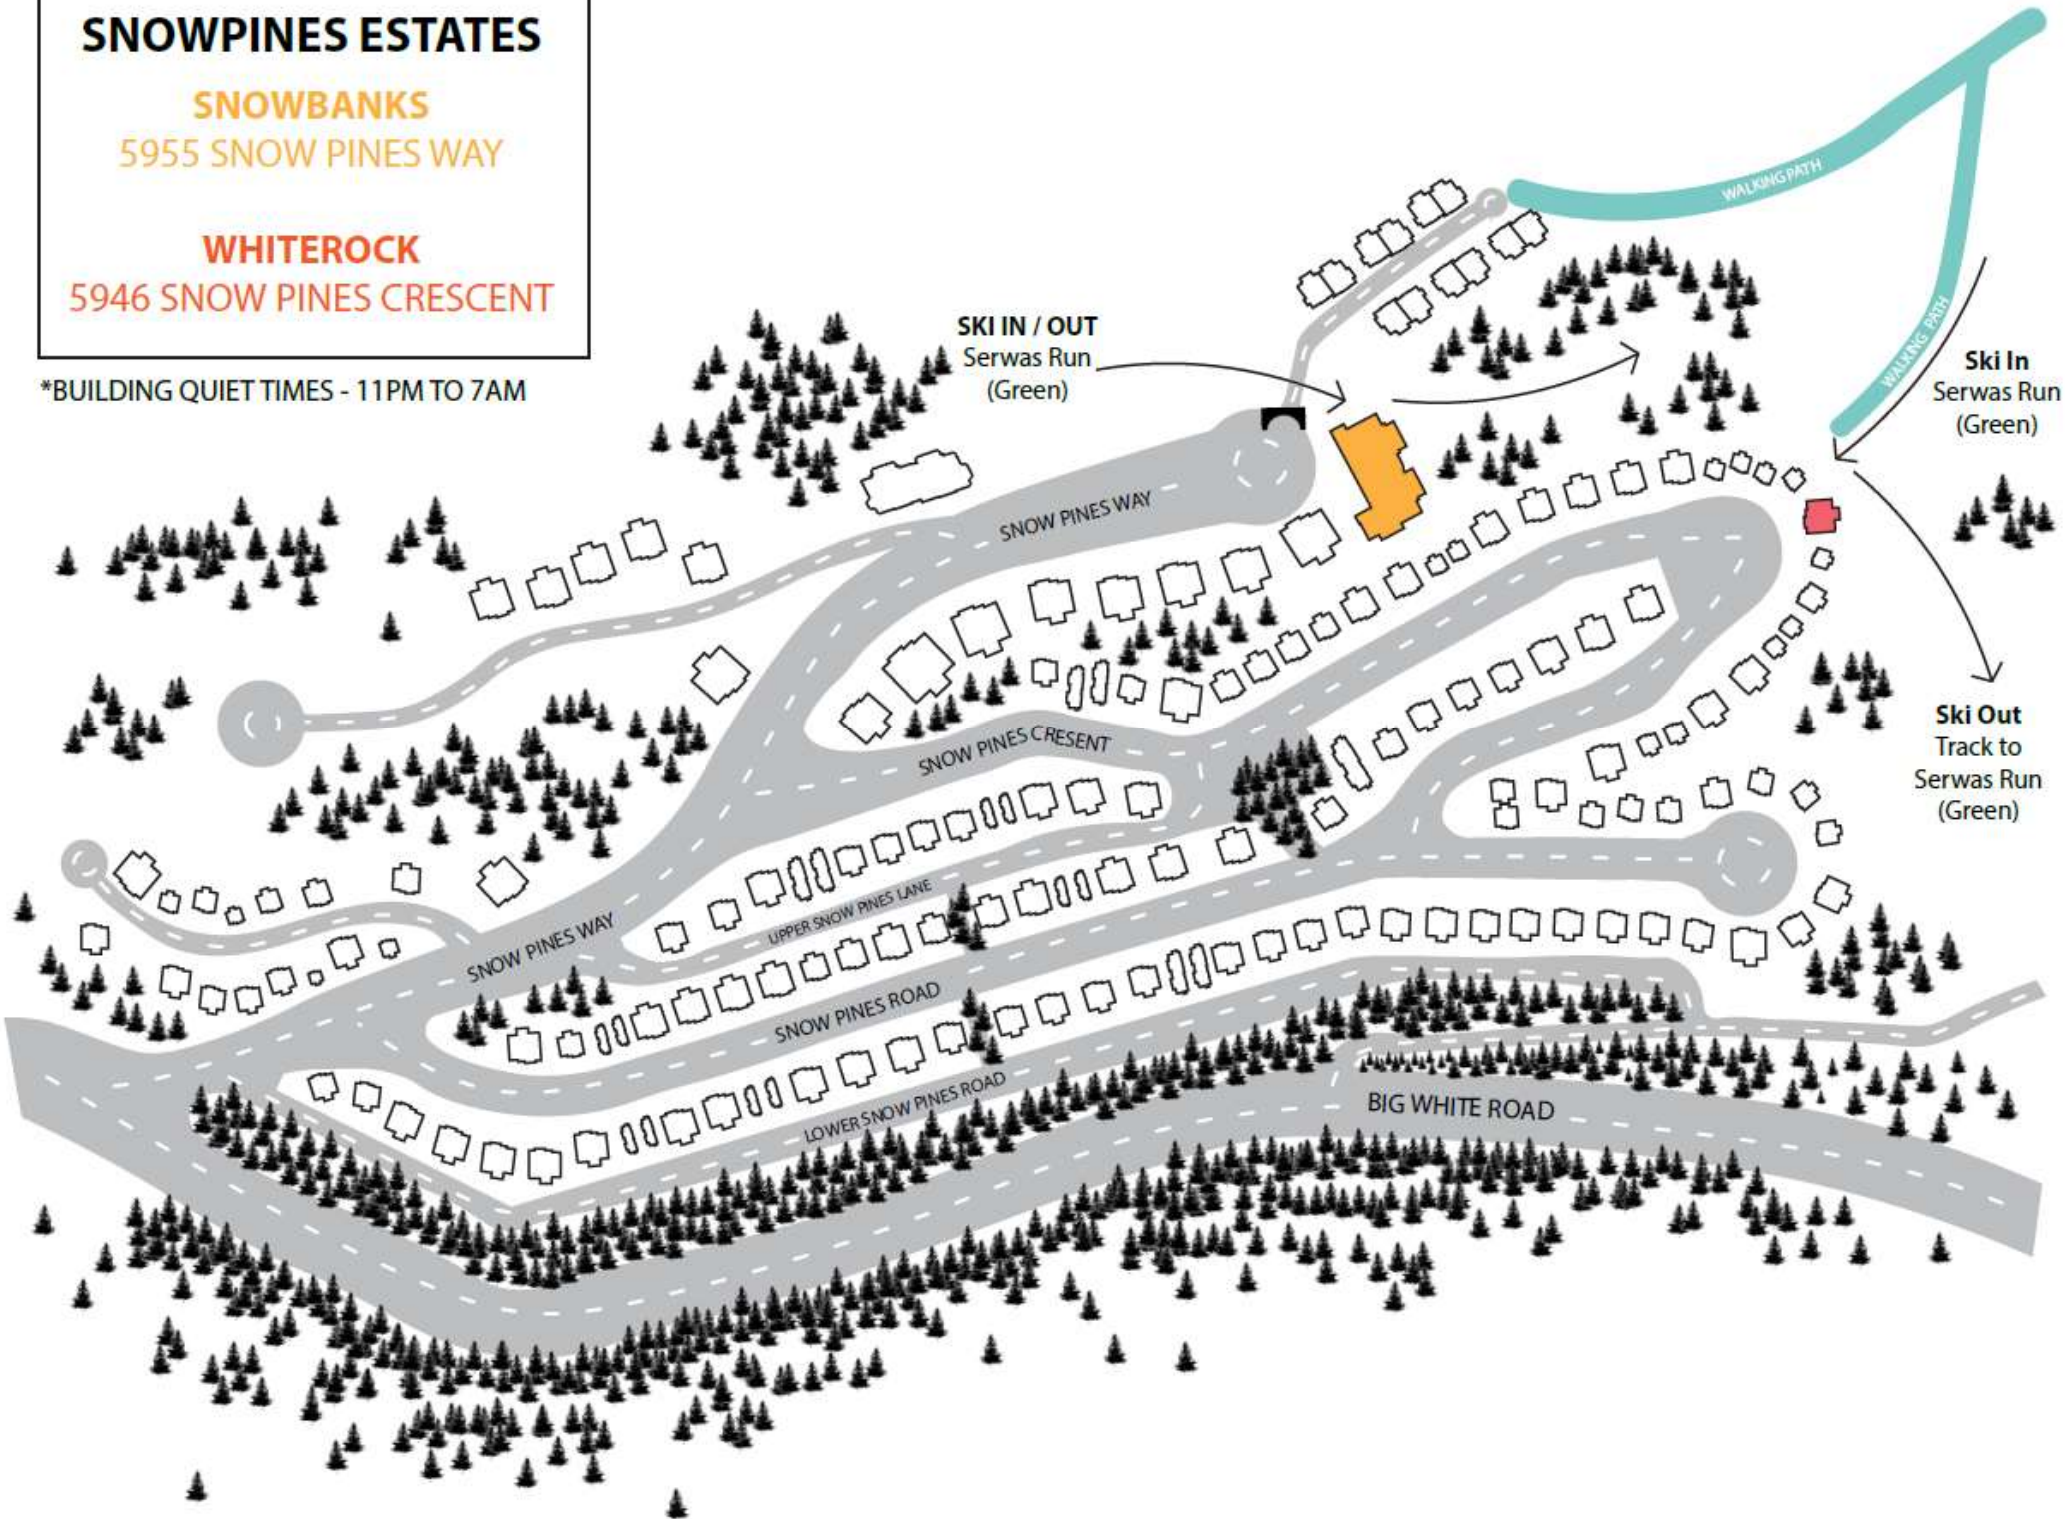 SNOWPINES ESTATES
SNOWBANKS
5955 SNOW PINES WAY
WHITEROCK
5946 SNOW PINES CRESCENT
*BUILDING QUIET TIMES - 11PM TO 7AM
SKI IN / OUT
Serwas Run
(Green)
WALKING PATH
WALKING PATH
Ski In
Serwas Run
(Green)
SNOW PINES WAY
Ski Out
Track to
Serwas Run
(Green)
SNOW PINES CRESENT
UPPER SNOW PINES LANE
SNOW PINES WAY
SNOW PINES ROAD
LOWER SNOW PINES ROAD
BIG WHITE ROAD